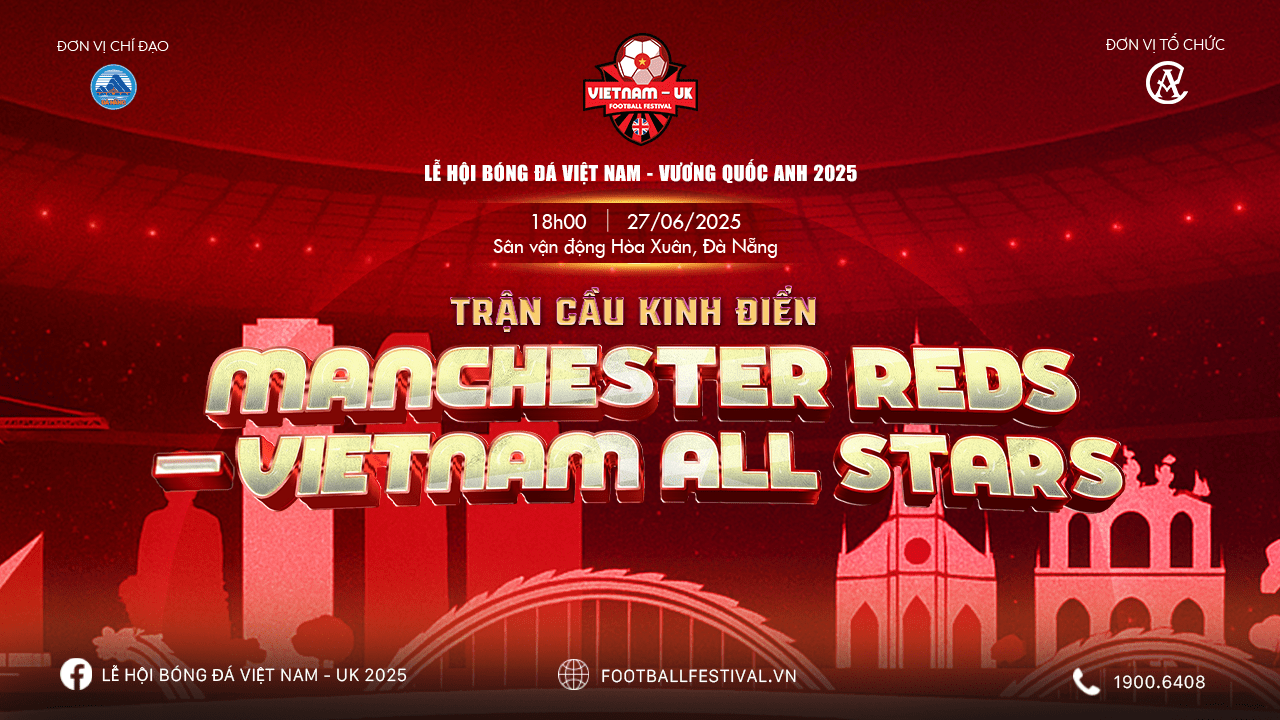 ĐƠN VỊ CHỈ ĐẠO
ĐÀ NẴNG
ĐƠN VỊ TỔ CHỨC
VIETNAM – UK
FOOTBALL FESTIVAL
LỄ HỘI BÓNG ĐÁ VIỆT NAM - VƯƠNG QUỐC ANH 2025
18h00 | 27/06/2025
Sân vận động Hòa Xuân, Đà Nẵng
TRẬN CẦU KINH ĐIỂN
MANCHESTER REDS
– VIETNAM ALL STARS
LỄ HỘI BÓNG ĐÁ VIỆT NAM - UK 2025
FOOTBALLFESTIVAL.VN
1900.6408